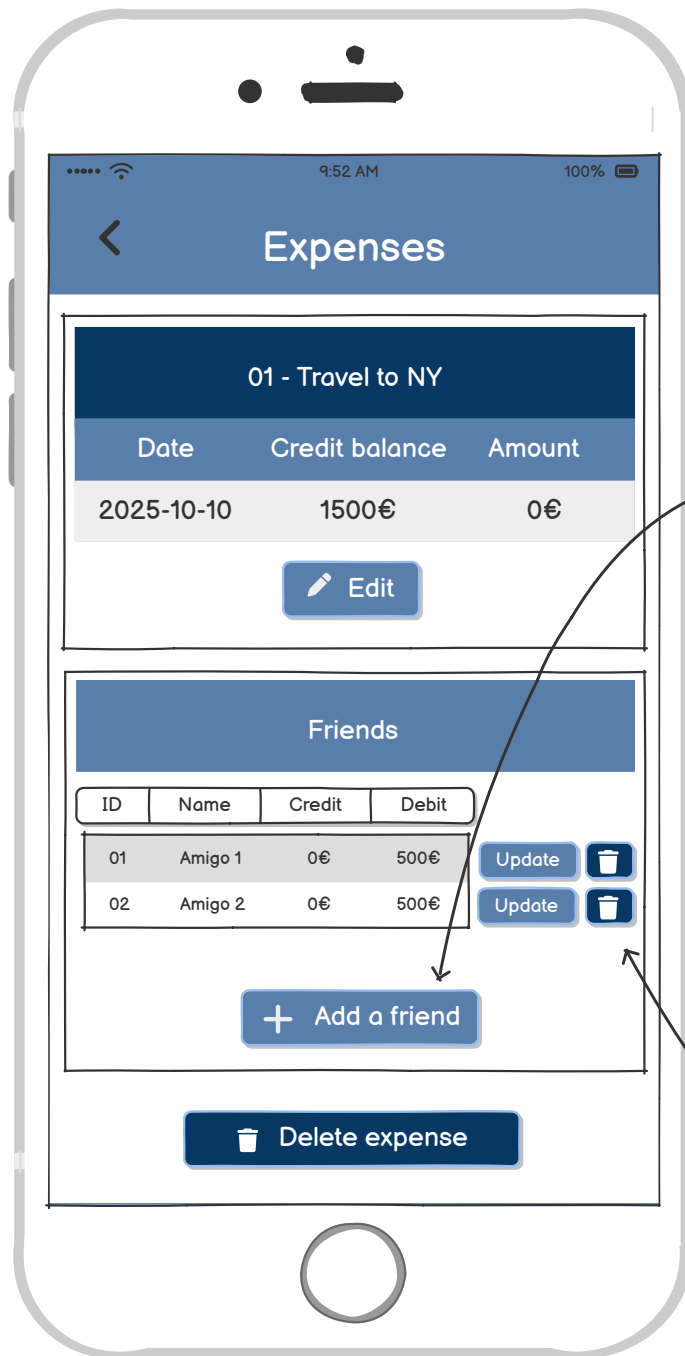 9:52 AM 100%
Expenses
01 - Travel to NY
Date Credit balance Amount
2025-10-10 1500€ 0€
Edit
Friends
ID Name Credit Debit
01 Amigo 1 0€ 500€ Update
02 Amigo 2 0€ 500€ Update
+ Add a friend
Delete expense